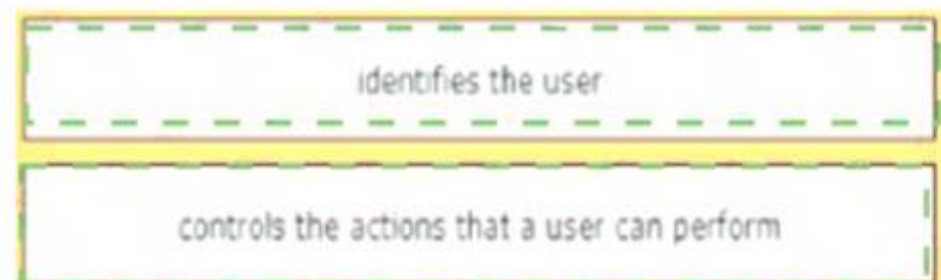 identifies the user
controls the actions that a user can perform